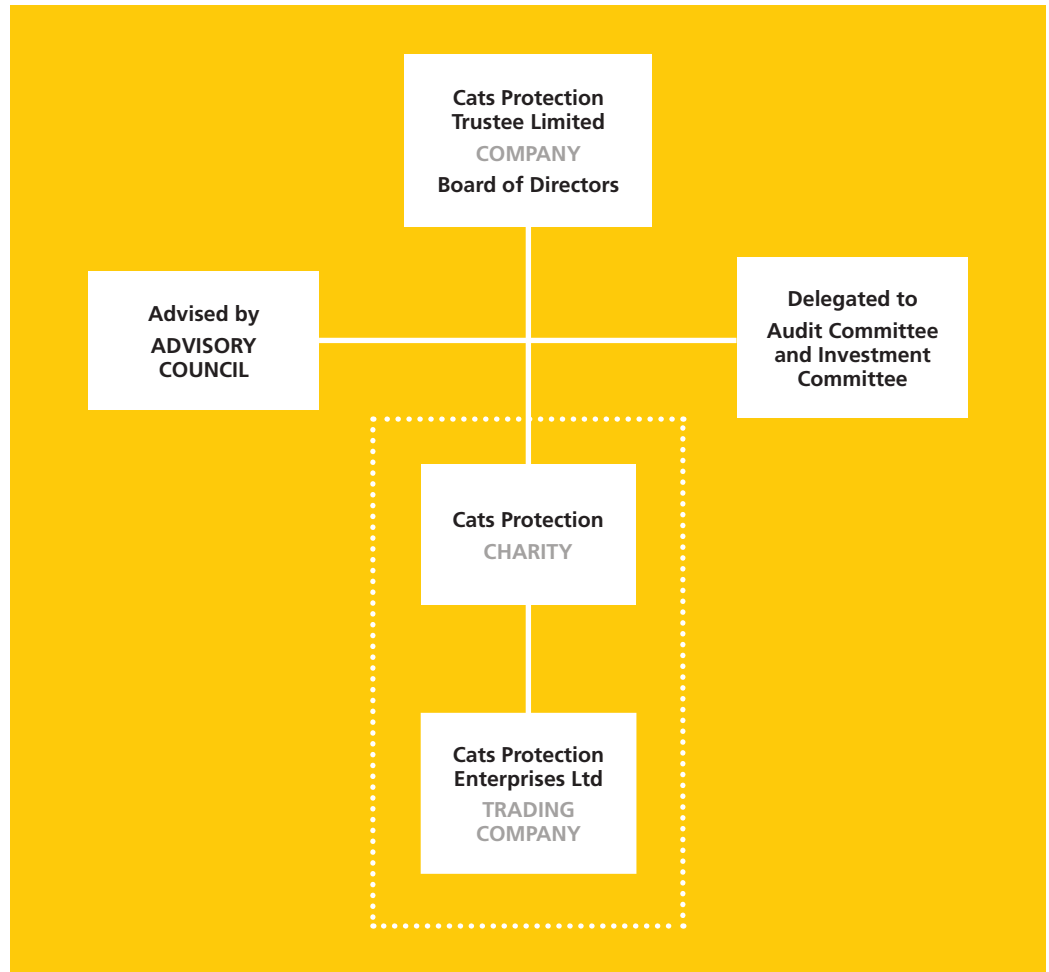 Cats Protection
Trustee Limited
COMPANY
Board of Directors
Advised by
ADVISORY
COUNCIL
Delegated to
Audit Committee
and Investment
Committee
Cats Protection
CHARITY
Cats Protection
Enterprises Ltd
TRADING
COMPANY